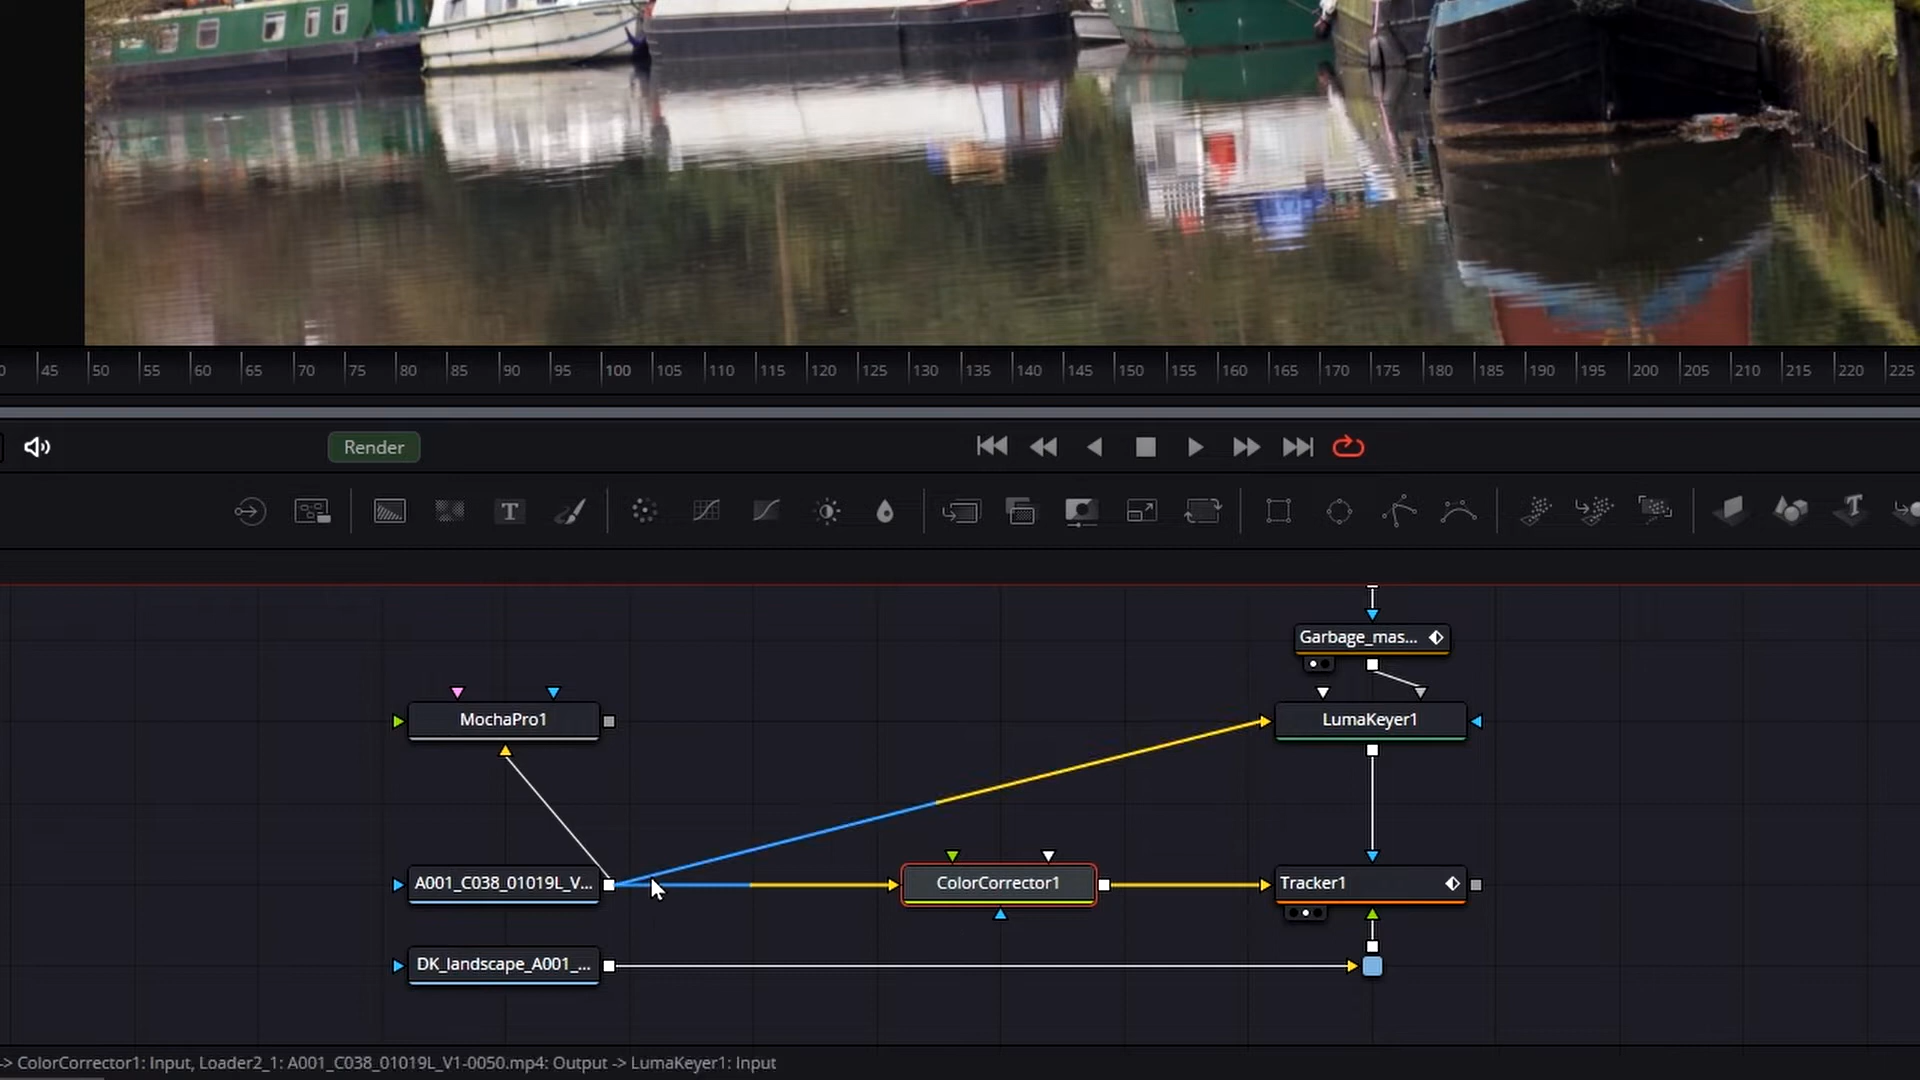 0 45 50 55 60 65 70 75 80 85 90 95 100 105 110 115 120 125 130 135 140 145 150 155 160 165 170 175 180 185 190 195 200 205 210 215 220 225
Render
T
T
Garbage_mas...
MochaPro1
LumaKeyer1
A001_C038_01019L_V...
ColorCorrector1
Tracker1
DK_landscape_A001_...
-> ColorCorrector1: Input, Loader2_1: A001_C038_01019L_V1-0050.mp4: Output -> LumaKeyer1: Input